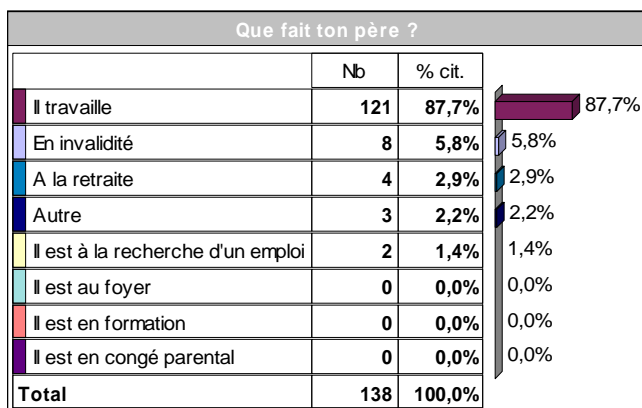 Que fait ton père ?
Nb % cit.
Il travaille 121 87,7% 87,7%
En invalidité 8 5,8% 5,8%
A la retraite 4 2,9% 2,9%
Autre 3 2,2% 2,2%
Il est à la recherche d'un emploi 2 1,4% 1,4%
Il est au foyer 0 0,0% 0,0%
Il est en formation 0 0,0% 0,0%
Il est en congé parental 0 0,0% 0,0%
Total 138 100,0%